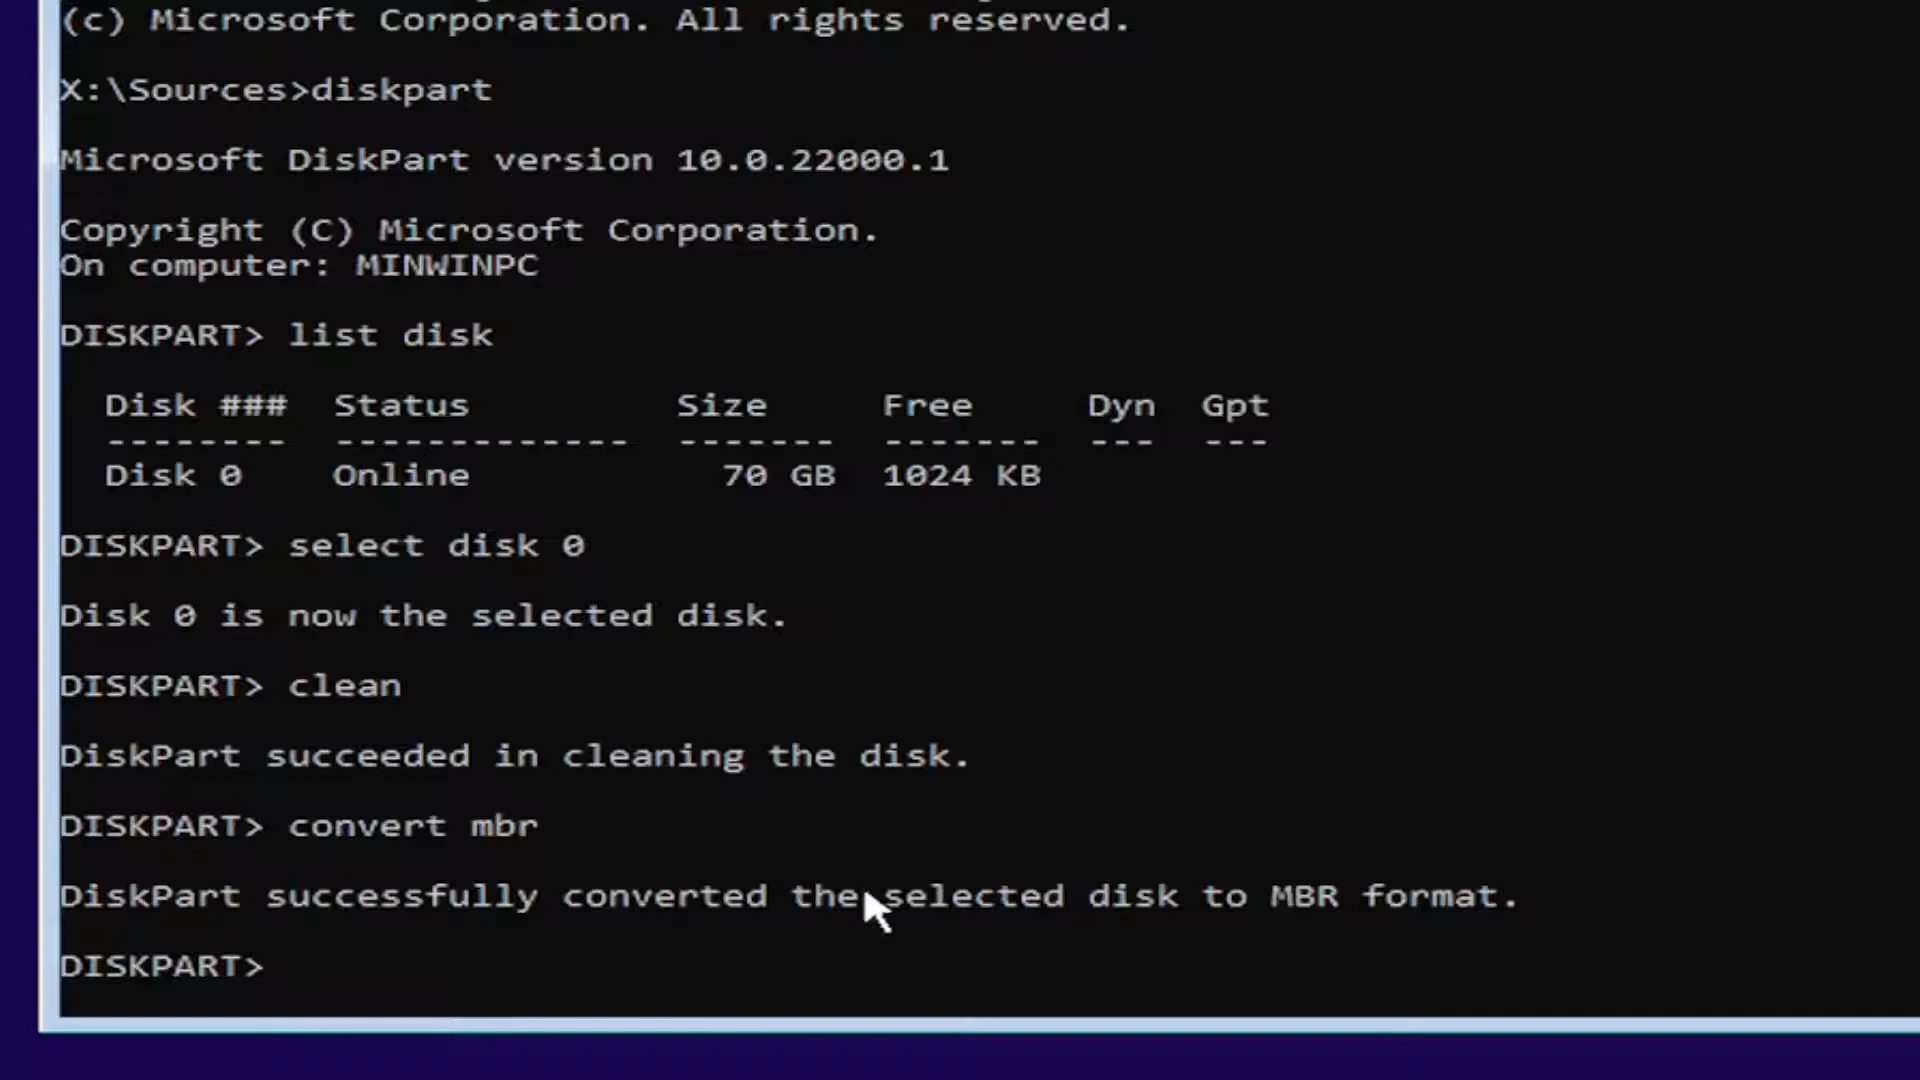 (c) Microsoft Corporation. All rights reserved.
X:\Sources>diskpart
Microsoft DiskPart version 10.0.22000.1
Copyright (C) Microsoft Corporation.
On computer: MINWINPC
DISKPART> list disk
Disk ###  Status         Size     Free     Dyn  Gpt
--------  -------------  -------  -------  ---  ---
Disk 0    Online           70 GB  1024 KB
DISKPART> select disk 0
Disk 0 is now the selected disk.
DISKPART> clean
DiskPart succeeded in cleaning the disk.
DISKPART> convert mbr
DiskPart successfully converted the selected disk to MBR format.
DISKPART>